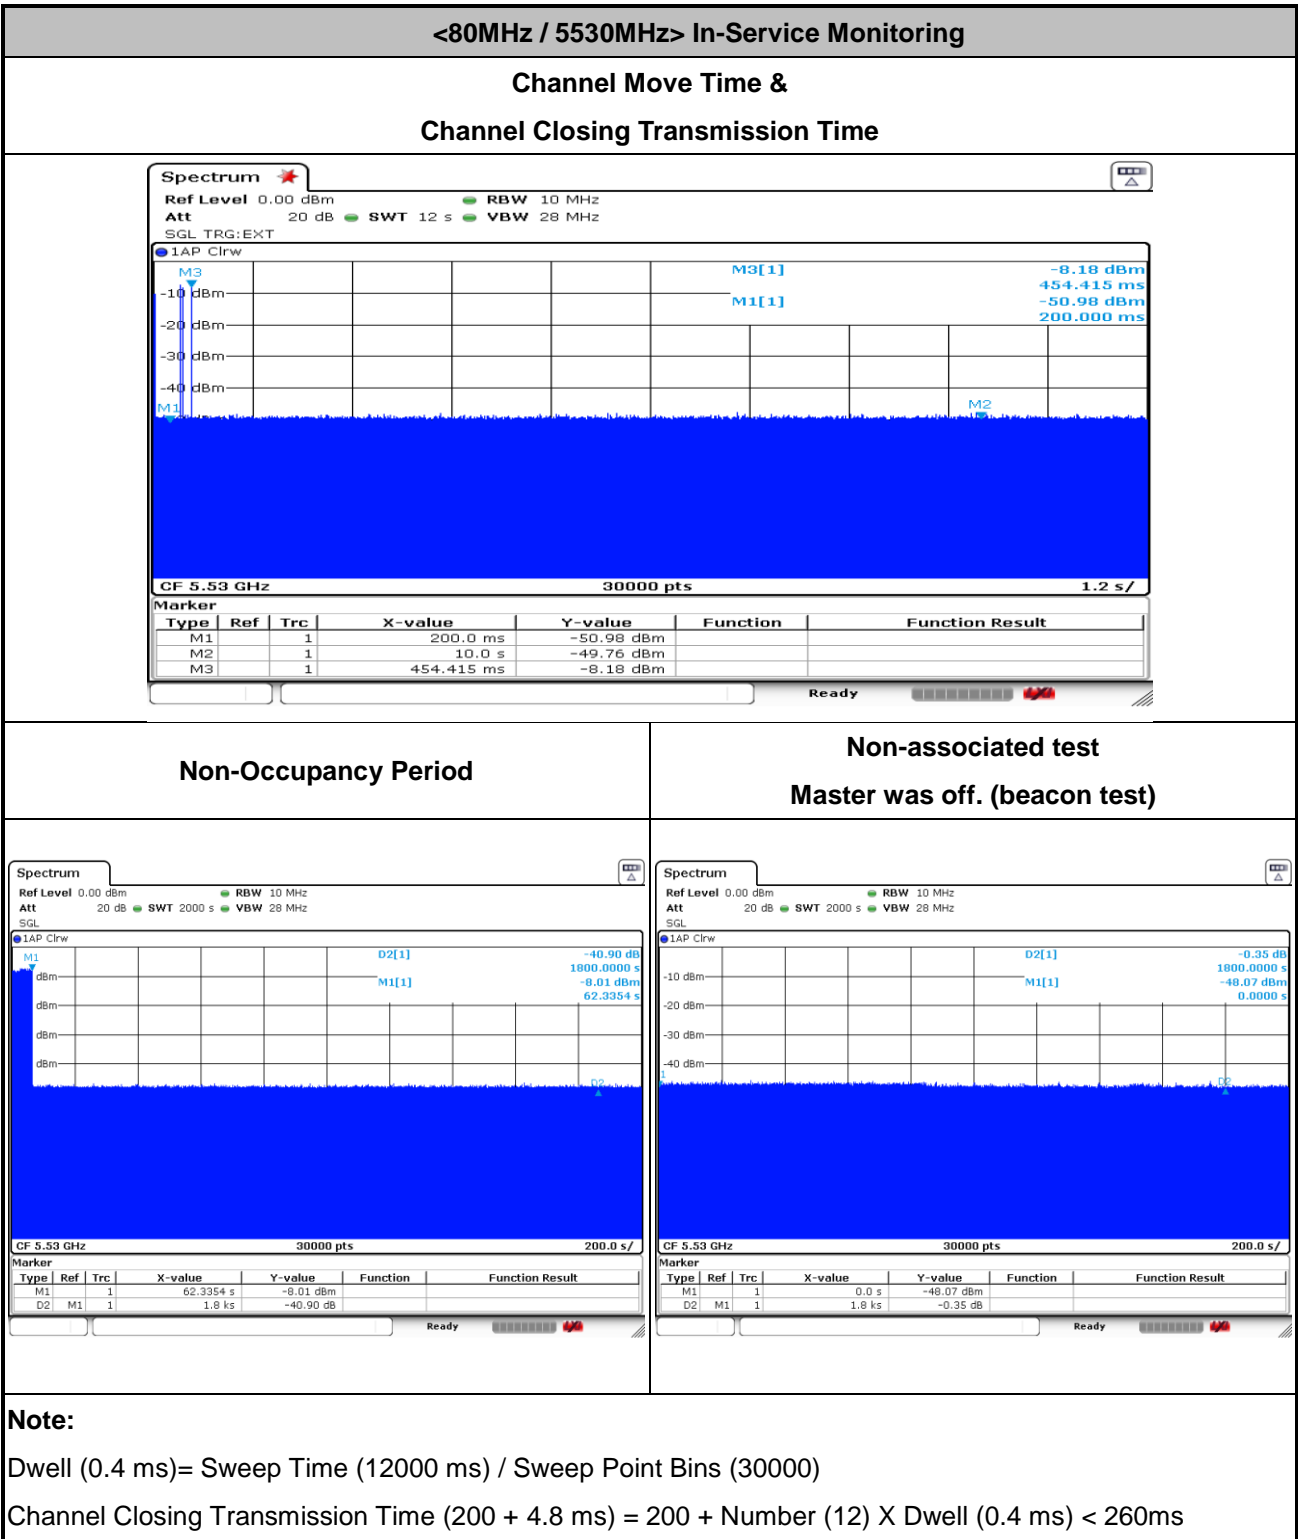 <80MHz / 5530MHz> In-Service Monitoring
Channel Move Time &
Channel Closing Transmission Time
Spectrum
Ref Level 0.00 dBm RBW 10 MHz
Att 20 dB SWT 12 s VBW 28 MHz
SGL TRG:EXT
1AP Clrw
M3 M3[1] -8.18 dBm
454.415 ms
-10 dBm M1[1] -50.98 dBm
200.000 ms
-20 dBm
-30 dBm
-40 dBm
M1 M2
CF 5.53 GHz 30000 pts 1.2 s/
Marker
Type Ref Trc X-value Y-value Function Function Result
M1 1 200.0 ms -50.98 dBm
M2 1 10.0 s -49.76 dBm
M3 1 454.415 ms -8.18 dBm
Ready
Non-Occupancy Period
Non-associated test
Master was off. (beacon test)
Spectrum
Ref Level 0.00 dBm RBW 10 MHz
Att 20 dB SWT 2000 s VBW 28 MHz
SGL
1AP Clrw
M1 D2[1] -40.90 dB
1800.0000 s
dBm M1[1] -8.01 dBm
62.3354 s
dBm
dBm
dBm
D2
CF 5.53 GHz 30000 pts 200.0 s/
Marker
Type Ref Trc X-value Y-value Function Function Result
M1 1 62.3354 s -8.01 dBm
D2 M1 1 1.8 ks -40.90 dB
Ready
Spectrum
Ref Level 0.00 dBm RBW 10 MHz
Att 20 dB SWT 2000 s VBW 28 MHz
SGL
1AP Clrw
D2[1] -0.35 dB
1800.0000 s
-10 dBm M1[1] -48.07 dBm
0.0000 s
-20 dBm
-30 dBm
-40 dBm
1 D2
CF 5.53 GHz 30000 pts 200.0 s/
Marker
Type Ref Trc X-value Y-value Function Function Result
M1 1 0.0 s -48.07 dBm
D2 M1 1 1.8 ks -0.35 dB
Ready
Note:
Dwell (0.4 ms)= Sweep Time (12000 ms) / Sweep Point Bins (30000)
Channel Closing Transmission Time (200 + 4.8 ms) = 200 + Number (12) X Dwell (0.4 ms) < 260ms